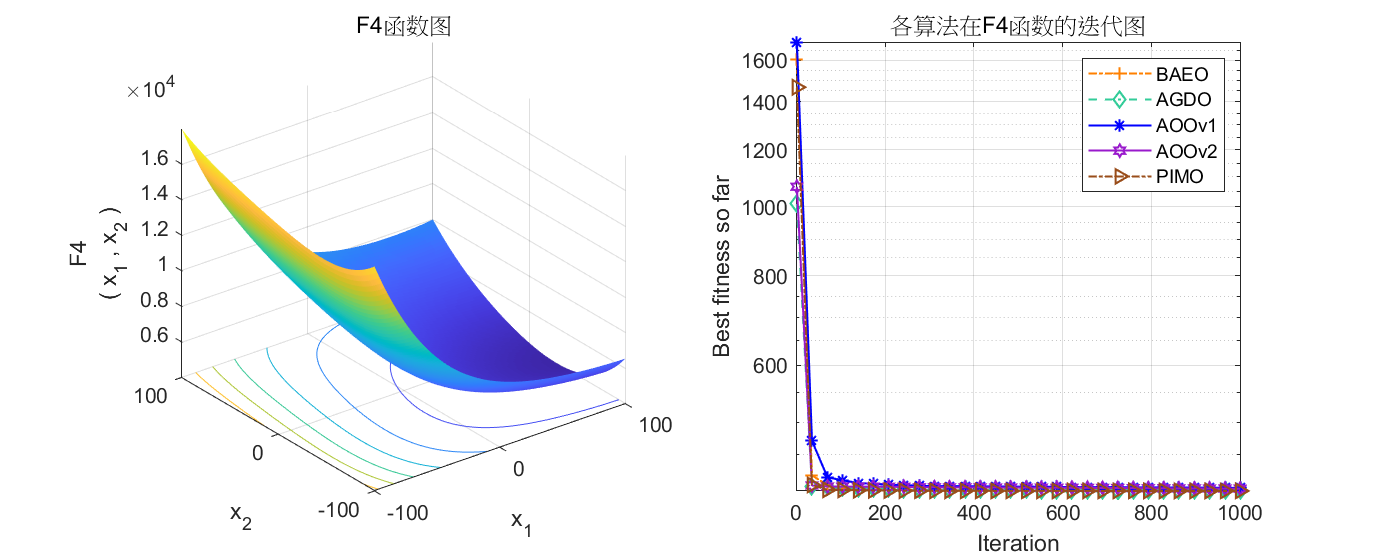 F4函数图
×10⁴
1.6
1.4
1.2
1
0.8
0.6
F4
( x₁ , x₂ )
100
0
-100
x₂
-100
0
100
x₁
各算法在F4函数的迭代图
1600
1400
1200
1000
800
600
Best fitness so far
BAEO
AGDO
AOOv1
AOOv2
PIMO
0
200
400
600
800
1000
Iteration